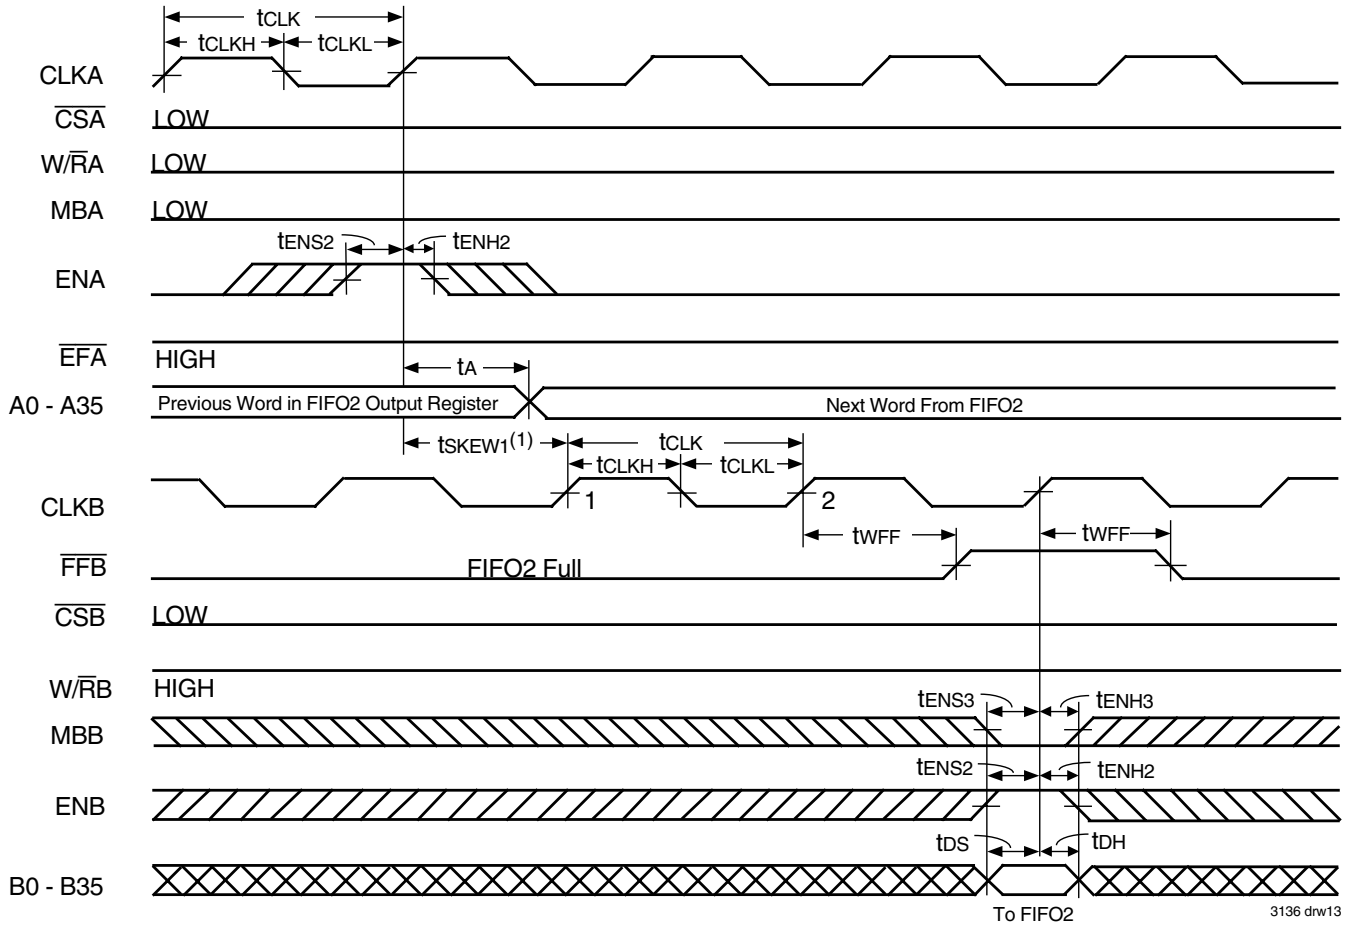 tCLK
tCLKH tCLKL
CLKA
CSA LOW
W/RA LOW
MBA LOW
tENS2 tENH2
ENA
EFA HIGH
tA
A0 - A35 Previous Word in FIFO2 Output Register Next Word From FIFO2
tSKEW1(1) tCLK
tCLKH tCLKL
CLKB 1 2
tWFF tWFF
FFB FIFO2 Full
CSB LOW
W/RB HIGH
tENS3 tENH3
MBB
tENS2 tENH2
ENB
tDS tDH
B0 - B35
To FIFO2
3136 drw13